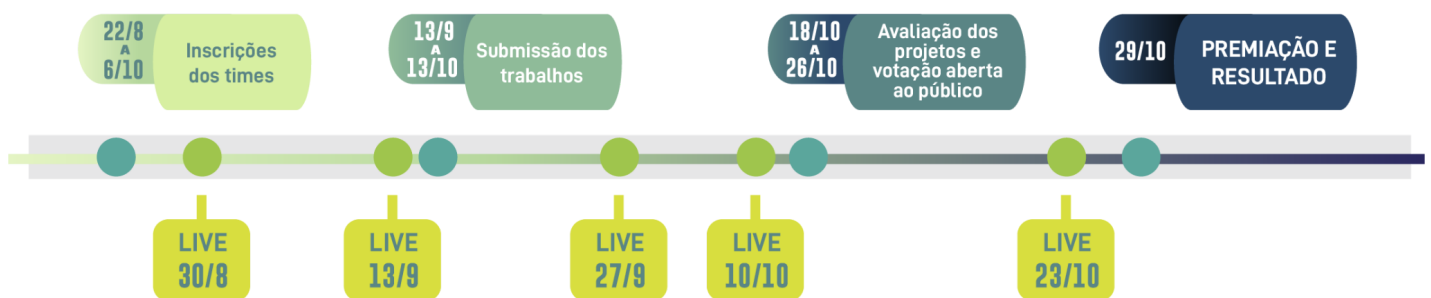 22/8
A
6/10
Inscrições
dos times
13/9
A
13/10
Submissão dos
trabalhos
18/10
A
26/10
Avaliação dos
projetos e
votação aberta
ao público
29/10
PREMIAÇÃO E
RESULTADO
LIVE
30/8
LIVE
13/9
LIVE
27/9
LIVE
10/10
LIVE
23/10